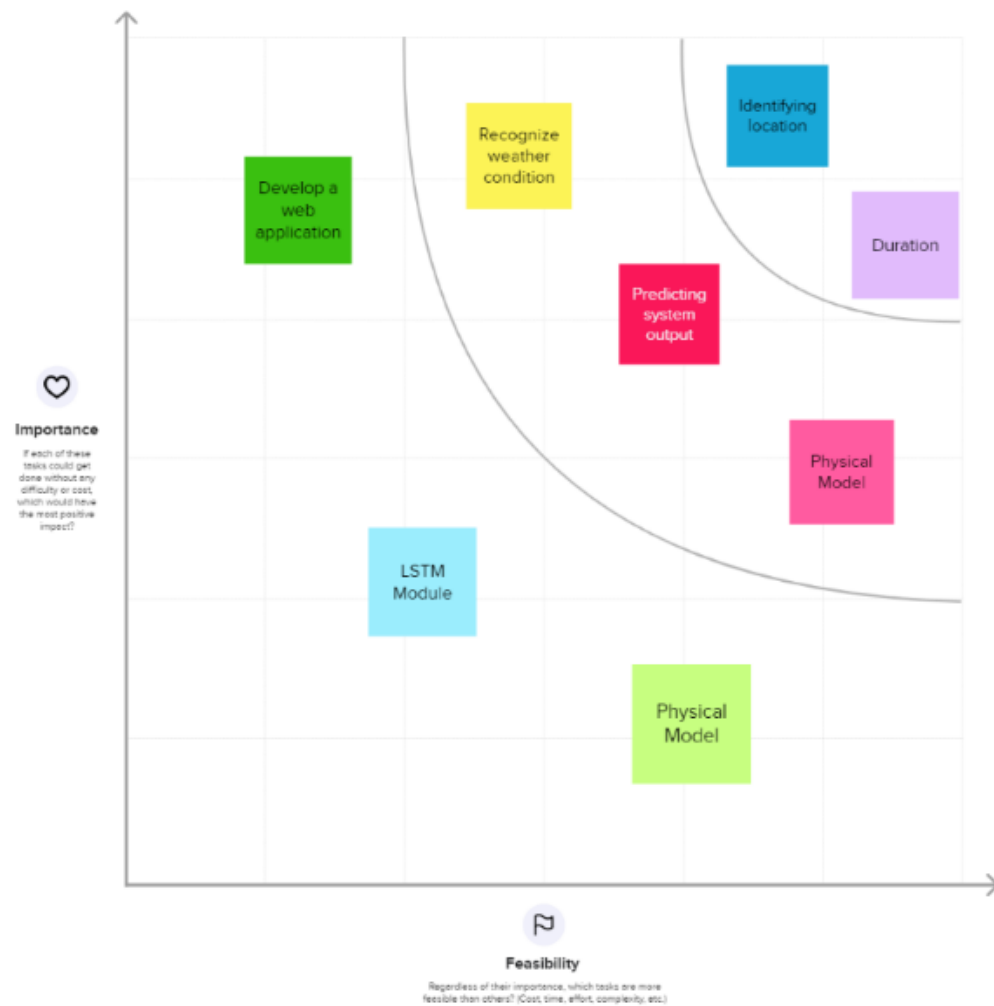 Identifying
location
Recognize
weather
condition
Develop a
web
application
Duration
Predicting
system
output
Importance
If each of these
tasks could get
done without any
difficulty or cost,
which would have
the most positive
impact?
Physical
Model
LSTM
Module
Physical
Model
Feasibility
Regardless of their importance, which tasks are more
feasible than others? (Cost, time, effort, complexity, etc.)